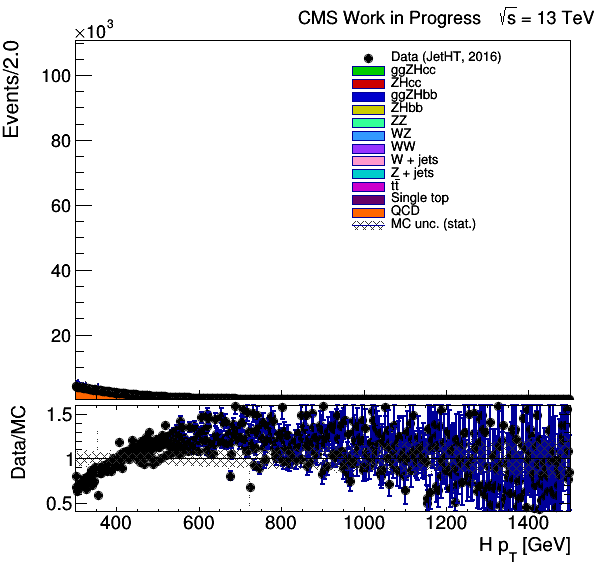 CMS Work in Progress √s = 13 TeV
×10³
Events/2.0
100
80
60
40
20
Data (JetHT, 2016)
ggZHcc
ZHcc
ggZHbb
ZHbb
ZZ
WZ
WW
W + jets
Z + jets
tt̄
Single top
QCD
MC unc. (stat.)
Data/MC
1.5
1
0.5
400 600 800 1000 1200 1400
H p_T [GeV]